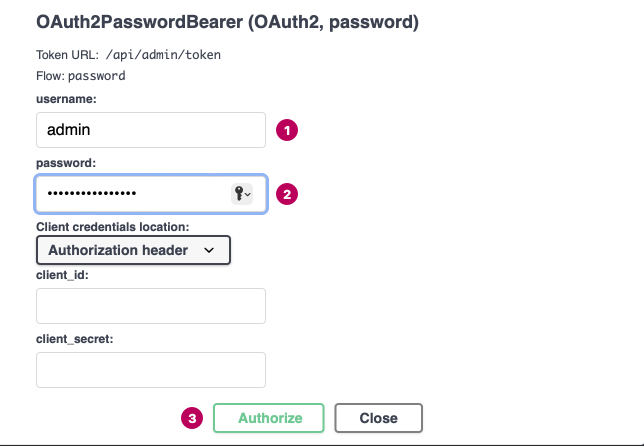 OAuth2PasswordBearer (OAuth2, password)
Token URL: /api/admin/token
Flow: password
username:
admin 1
password:
•••••••••••••••• 2
Client credentials location:
Authorization header
client_id:
client_secret:
3 Authorize Close